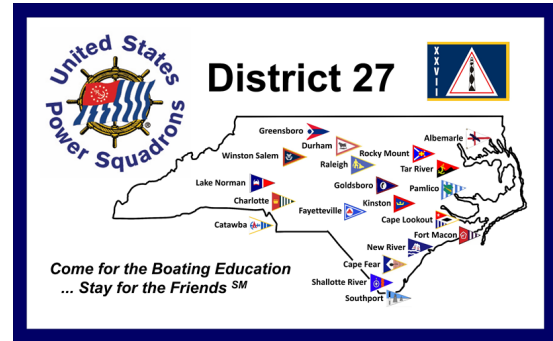 United States
Power Squadrons
District 27
XXVII
Greensboro
Albemarle
Durham
Rocky Mount
Winston Salem
Raleigh
Tar River
Lake Norman
Goldsboro
Pamlico
Charlotte
Kinston
Fayetteville
Cape Lookout
Catawba
Fort Macon
New River
Cape Fear
Shallotte River
Southport
Come for the Boating Education
... Stay for the Friends SM